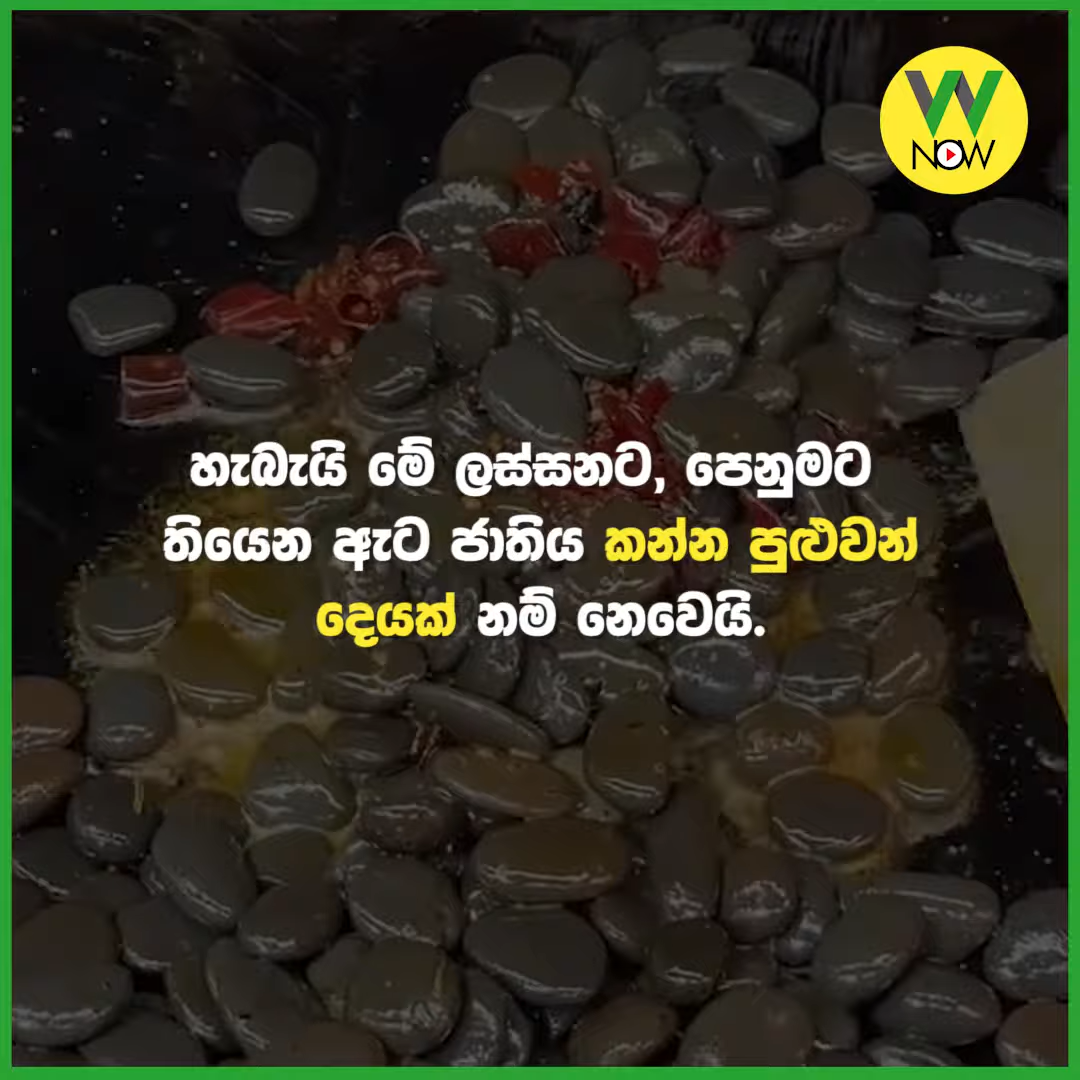 W
NOW
හැබැයි මේ ලස්සනට, පෙනුමට
තියෙන ඇට ජාතිය කන්න පුළුවන්
දෙයක් නම් නෙවෙයි.